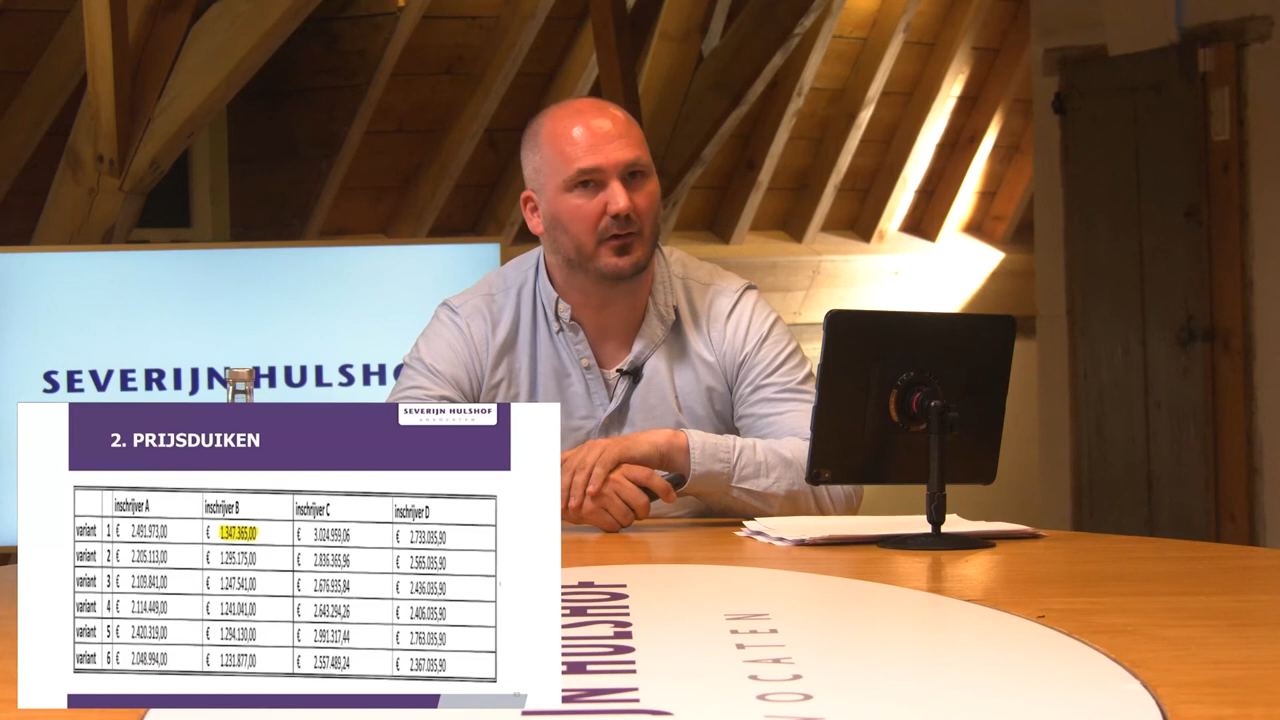 SEVERIJN HULSHO
SEVERIJN HULSHOF
ADVOCATEN
2. PRIJSDUIKEN
inschrijver A inschrijver B inschrijver C inschrijver D
variant 1 € 2.491.973,00 € 1.347.365,00 € 3.024.959,06 € 2.733.035,90
variant 2 € 2.205.113,00 € 1.295.175,00 € 2.836.365,96 € 2.565.035,90
variant 3 € 2.109.841,00 € 1.247.541,00 € 2.676.935,84 € 2.436.035,90
variant 4 € 2.114.449,00 € 1.241.041,00 € 2.643.294,26 € 2.406.035,90
variant 5 € 2.420.319,00 € 1.294.130,00 € 2.991.317,44 € 2.763.035,90
variant 6 € 2.048.994,00 € 1.231.877,00 € 2.557.489,24 € 2.367.035,90
JN HULSHOF
VOCATEN